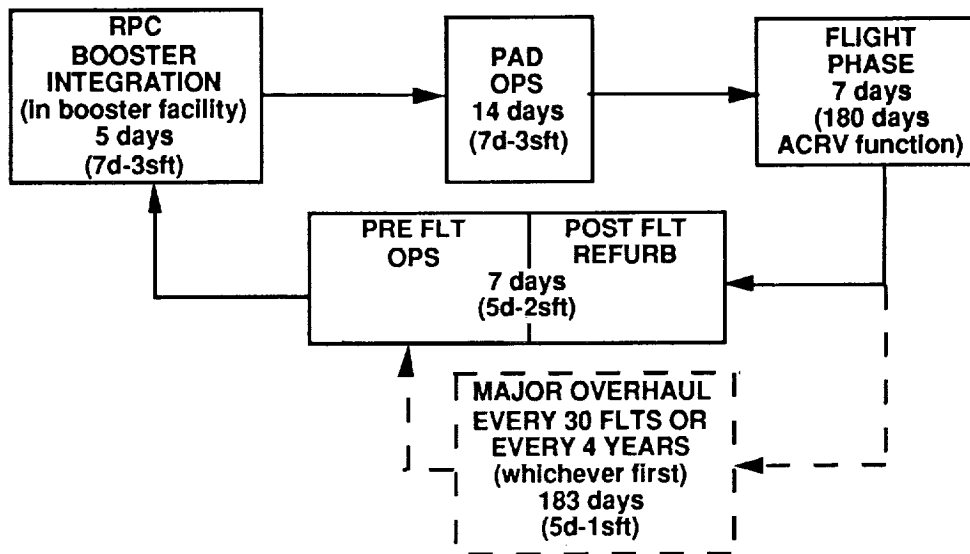 RPC
BOOSTER
INTEGRATION
(in booster facility)
5 days
(7d-3sft)
PAD
OPS
14 days
(7d-3sft)
FLIGHT
PHASE
7 days
(180 days
ACRV function)
PRE FLT
OPS
POST FLT
REFURB
7 days
(5d-2sft)
MAJOR OVERHAUL
EVERY 30 FLTS OR
EVERY 4 YEARS
(whichever first)
183 days
(5d-1sft)